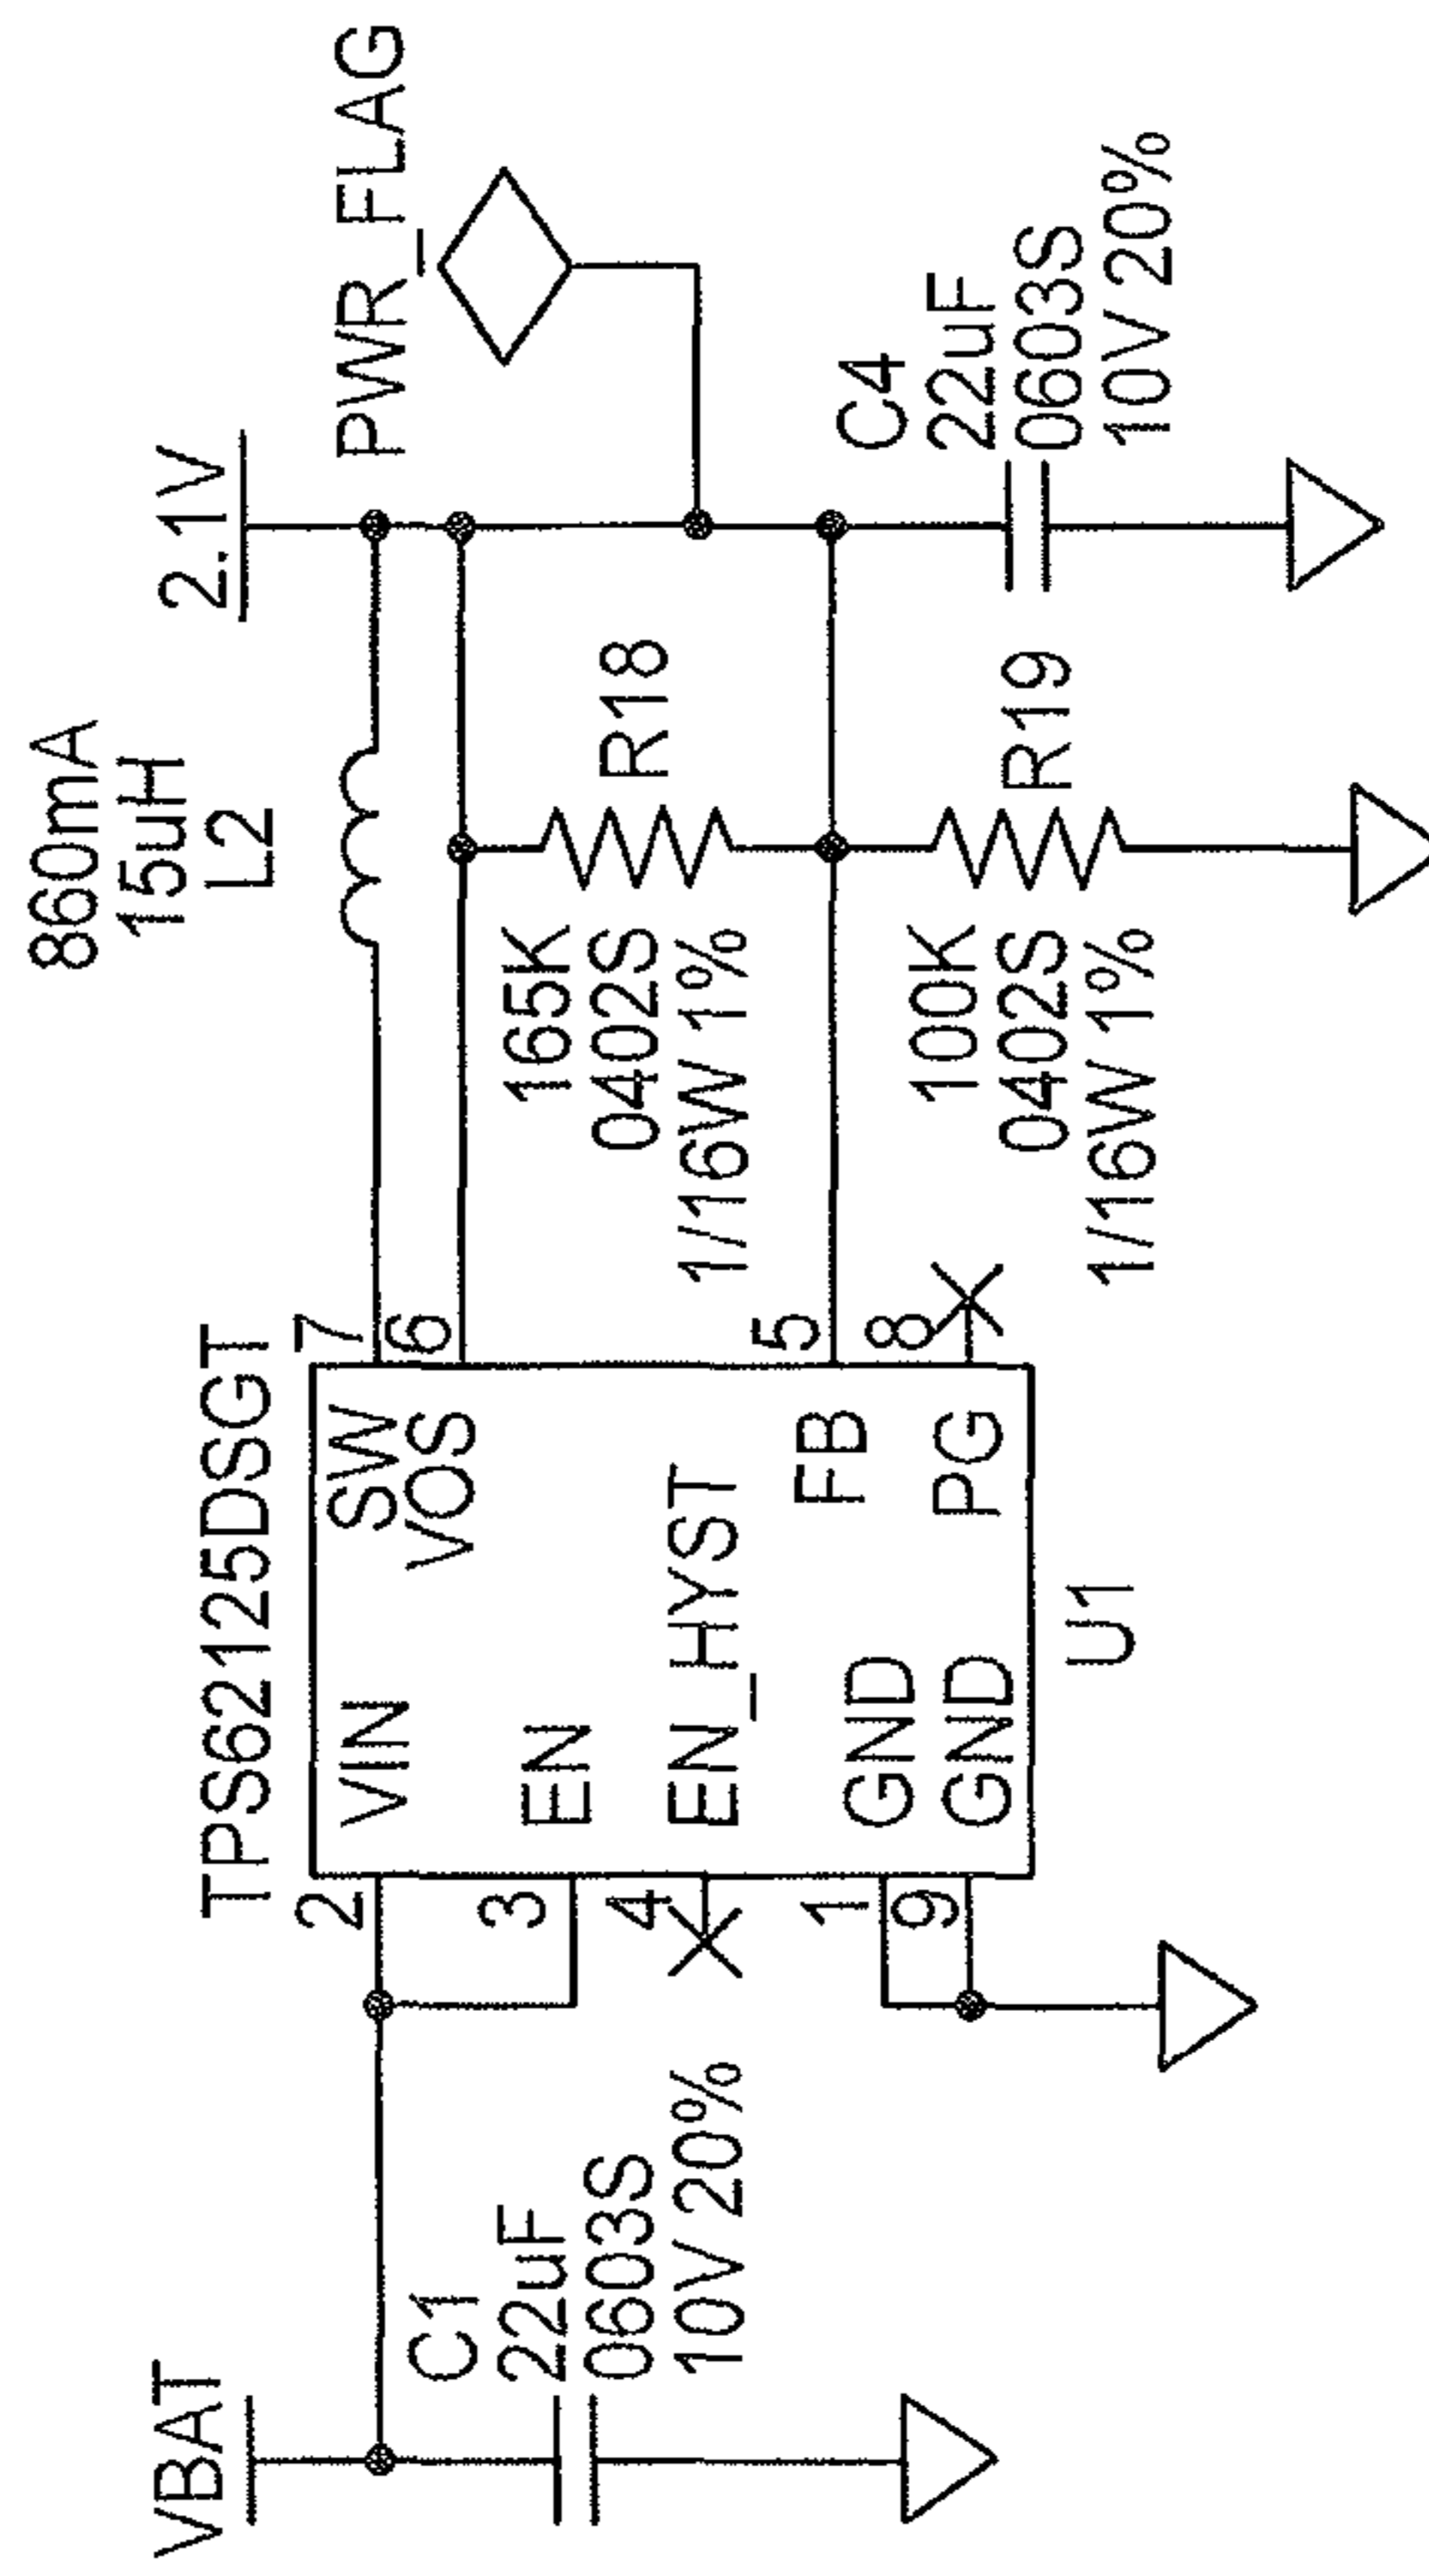 VBAT
C1
22uF
0603S
10V 20%
TPS62125DSGT
2
VIN
3
EN
4
EN_HYST
1
GND
9
GND
SW
7
VOS
6
FB
5
PG
8
U1
860mA
15uH
L2
165K
0402S
1/16W 1%
R18
100K
0402S
1/16W 1%
R19
2.1V
PWR_FLAG
C4
22uF
0603S
10V 20%